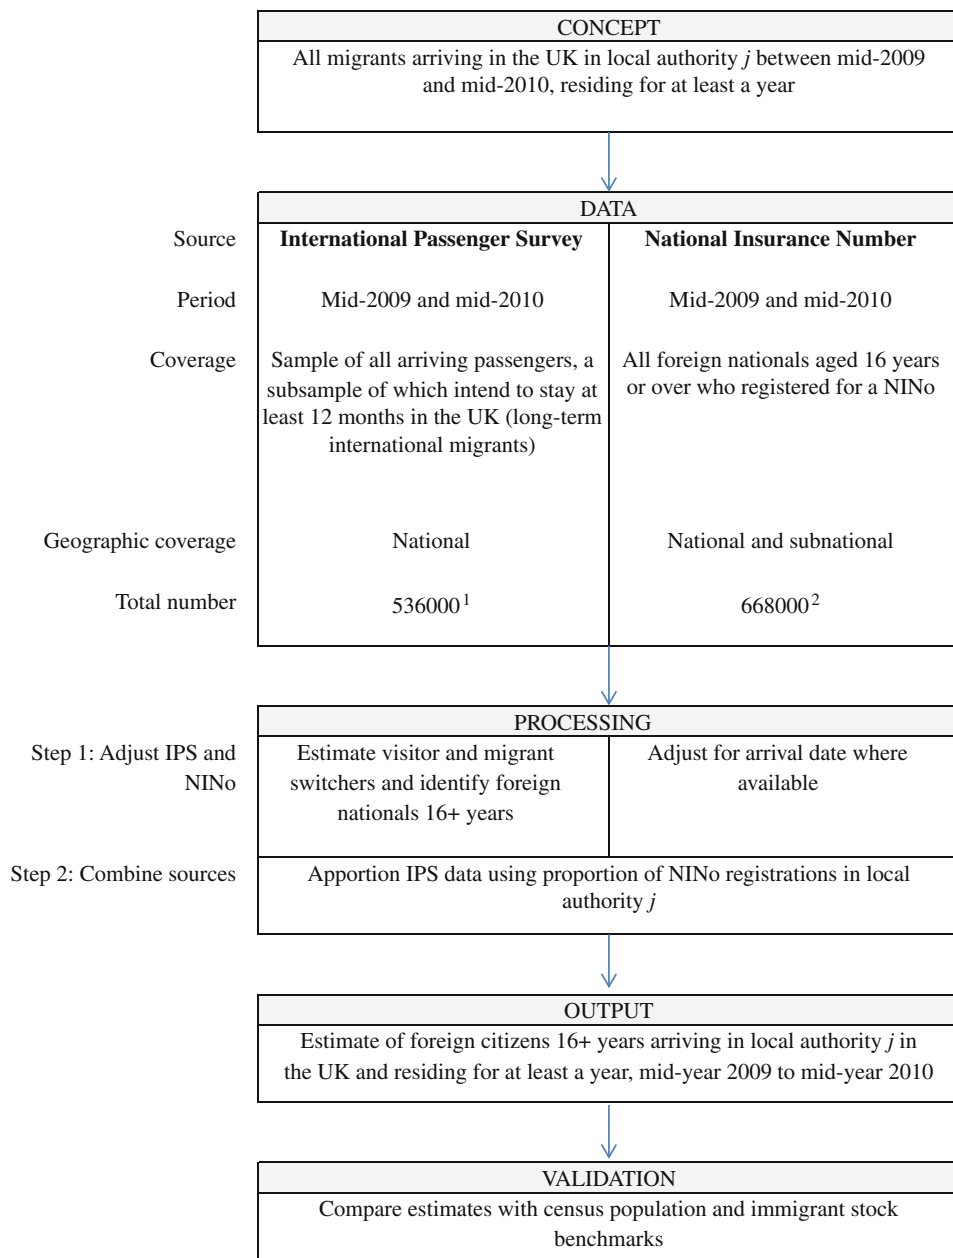 CONCEPT
All migrants arriving in the UK in local authority j between mid-2009
and mid-2010, residing for at least a year
DATA
Source
International Passenger Survey
National Insurance Number
Period
Mid-2009 and mid-2010
Mid-2009 and mid-2010
Coverage
Sample of all arriving passengers, a
subsample of which intend to stay at
least 12 months in the UK (long-term
international migrants)
All foreign nationals aged 16 years
or over who registered for a NINo
Geographic coverage
National
National and subnational
Total number
536000¹
668000²
PROCESSING
Step 1: Adjust IPS and
NINo
Estimate visitor and migrant
switchers and identify foreign
nationals 16+ years
Adjust for arrival date where
available
Step 2: Combine sources
Apportion IPS data using proportion of NINo registrations in local
authority j
OUTPUT
Estimate of foreign citizens 16+ years arriving in local authority j in
the UK and residing for at least a year, mid-year 2009 to mid-year 2010
VALIDATION
Compare estimates with census population and immigrant stock
benchmarks